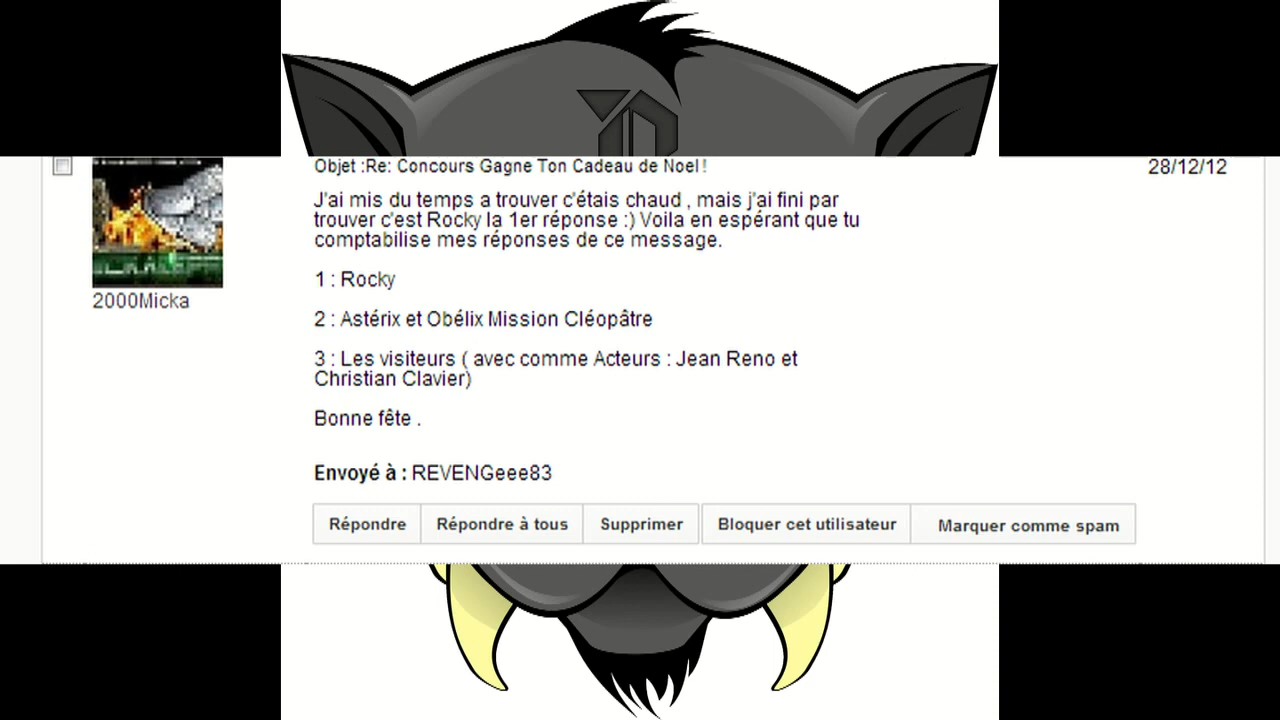 Objet :Re: Concours Gagne Ton Cadeau de Noel !
28/12/12
J'ai mis du temps a trouver c'étais chaud , mais j'ai fini par
trouver c'est Rocky la 1er réponse :) Voila en espérant que tu
comptabilise mes réponses de ce message.
2000Micka
1 : Rocky
2 : Astérix et Obélix Mission Cléopâtre
3 : Les visiteurs ( avec comme Acteurs : Jean Reno et
Christian Clavier)
Bonne fête .
Envoyé à : REVENGeee83
Répondre Répondre à tous Supprimer Bloquer cet utilisateur Marquer comme spam